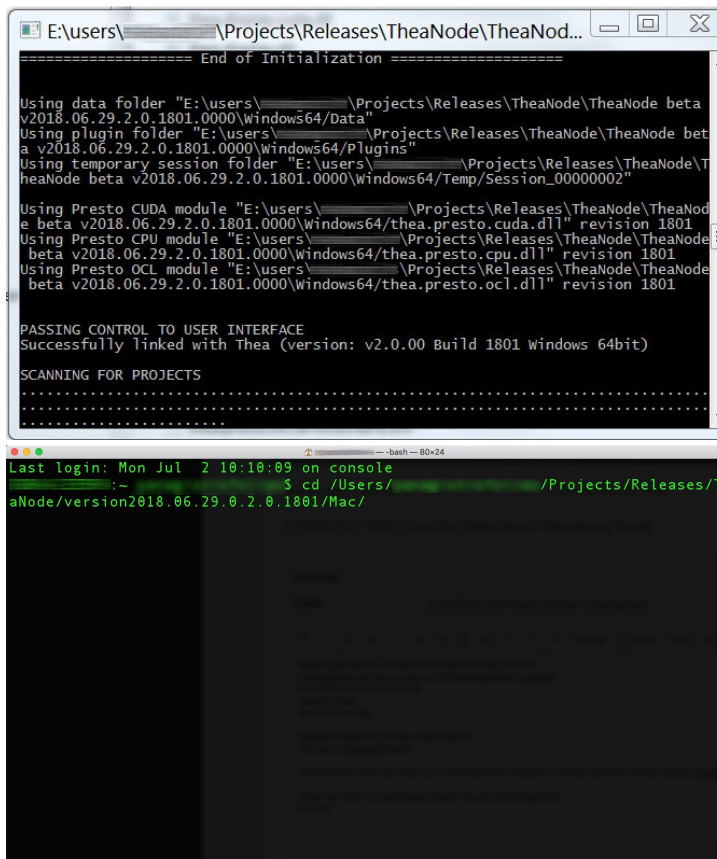 E:\users\ \Projects\Releases\TheaNode\TheaNod...
==================== End of Initialization ====================
Using data folder "E:\users\ \Projects\Releases\TheaNode\TheaNode beta
v2018.06.29.2.0.1801.0000\Windows64/Data"
Using plugin folder "E:\users\ \Projects\Releases\TheaNode\TheaNode bet
a v2018.06.29.2.0.1801.0000\Windows64/Plugins"
Using temporary session folder "E:\users\ \Projects\Releases\TheaNode\T
heaNode beta v2018.06.29.2.0.1801.0000\Windows64/Temp/Session_00000002"
Using Presto CUDA module "E:\users\ \Projects\Releases\TheaNode\TheaNod
e beta v2018.06.29.2.0.1801.0000\Windows64/thea.presto.cuda.dll" revision 1801
Using Presto CPU module "E:\users\ \Projects\Releases\TheaNode\TheaNode
beta v2018.06.29.2.0.1801.0000\Windows64/thea.presto.cpu.dll" revision 1801
Using Presto OCL module "E:\users\ \Projects\Releases\TheaNode\TheaNode
beta v2018.06.29.2.0.1801.0000\Windows64/thea.presto.ocl.dll" revision 1801
PASSING CONTROL TO USER INTERFACE
Successfully linked with Thea (version: v2.0.00 Build 1801 Windows 64bit)
SCANNING FOR PROJECTS
— -bash — 80×24
Last login: Mon Jul  2 10:10:09 on console
:~ $ cd /Users/ /Projects/Releases/T
aNode/version2018.06.29.0.2.0.1801/Mac/